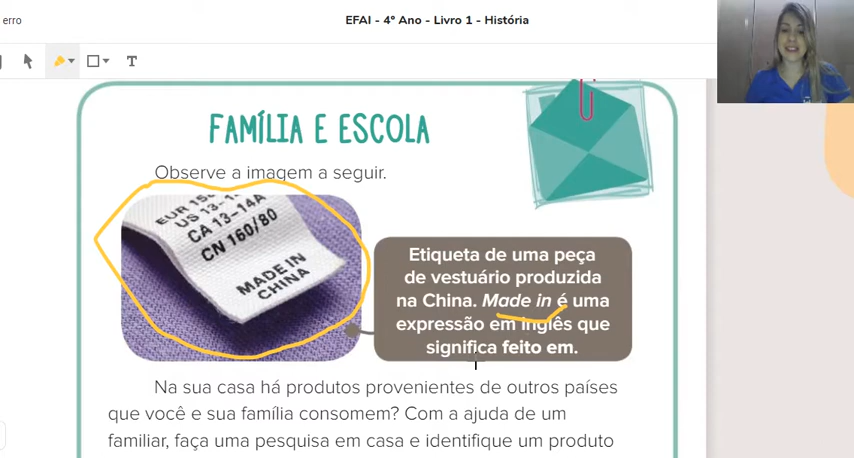 erro
EFAI - 4º Ano - Livro 1 - História
T
FAMÍLIA E ESCOLA
Observe a imagem a seguir.
EUR 158
US 13-
CA 13-14A
CN 160/80
MADE IN
CHINA
Etiqueta de uma peça
de vestuário produzida
na China. Made in é uma
expressão em inglês que
significa feito em.
Na sua casa há produtos provenientes de outros países
que você e sua família consomem? Com a ajuda de um
familiar, faça uma pesquisa em casa e identifique um produto